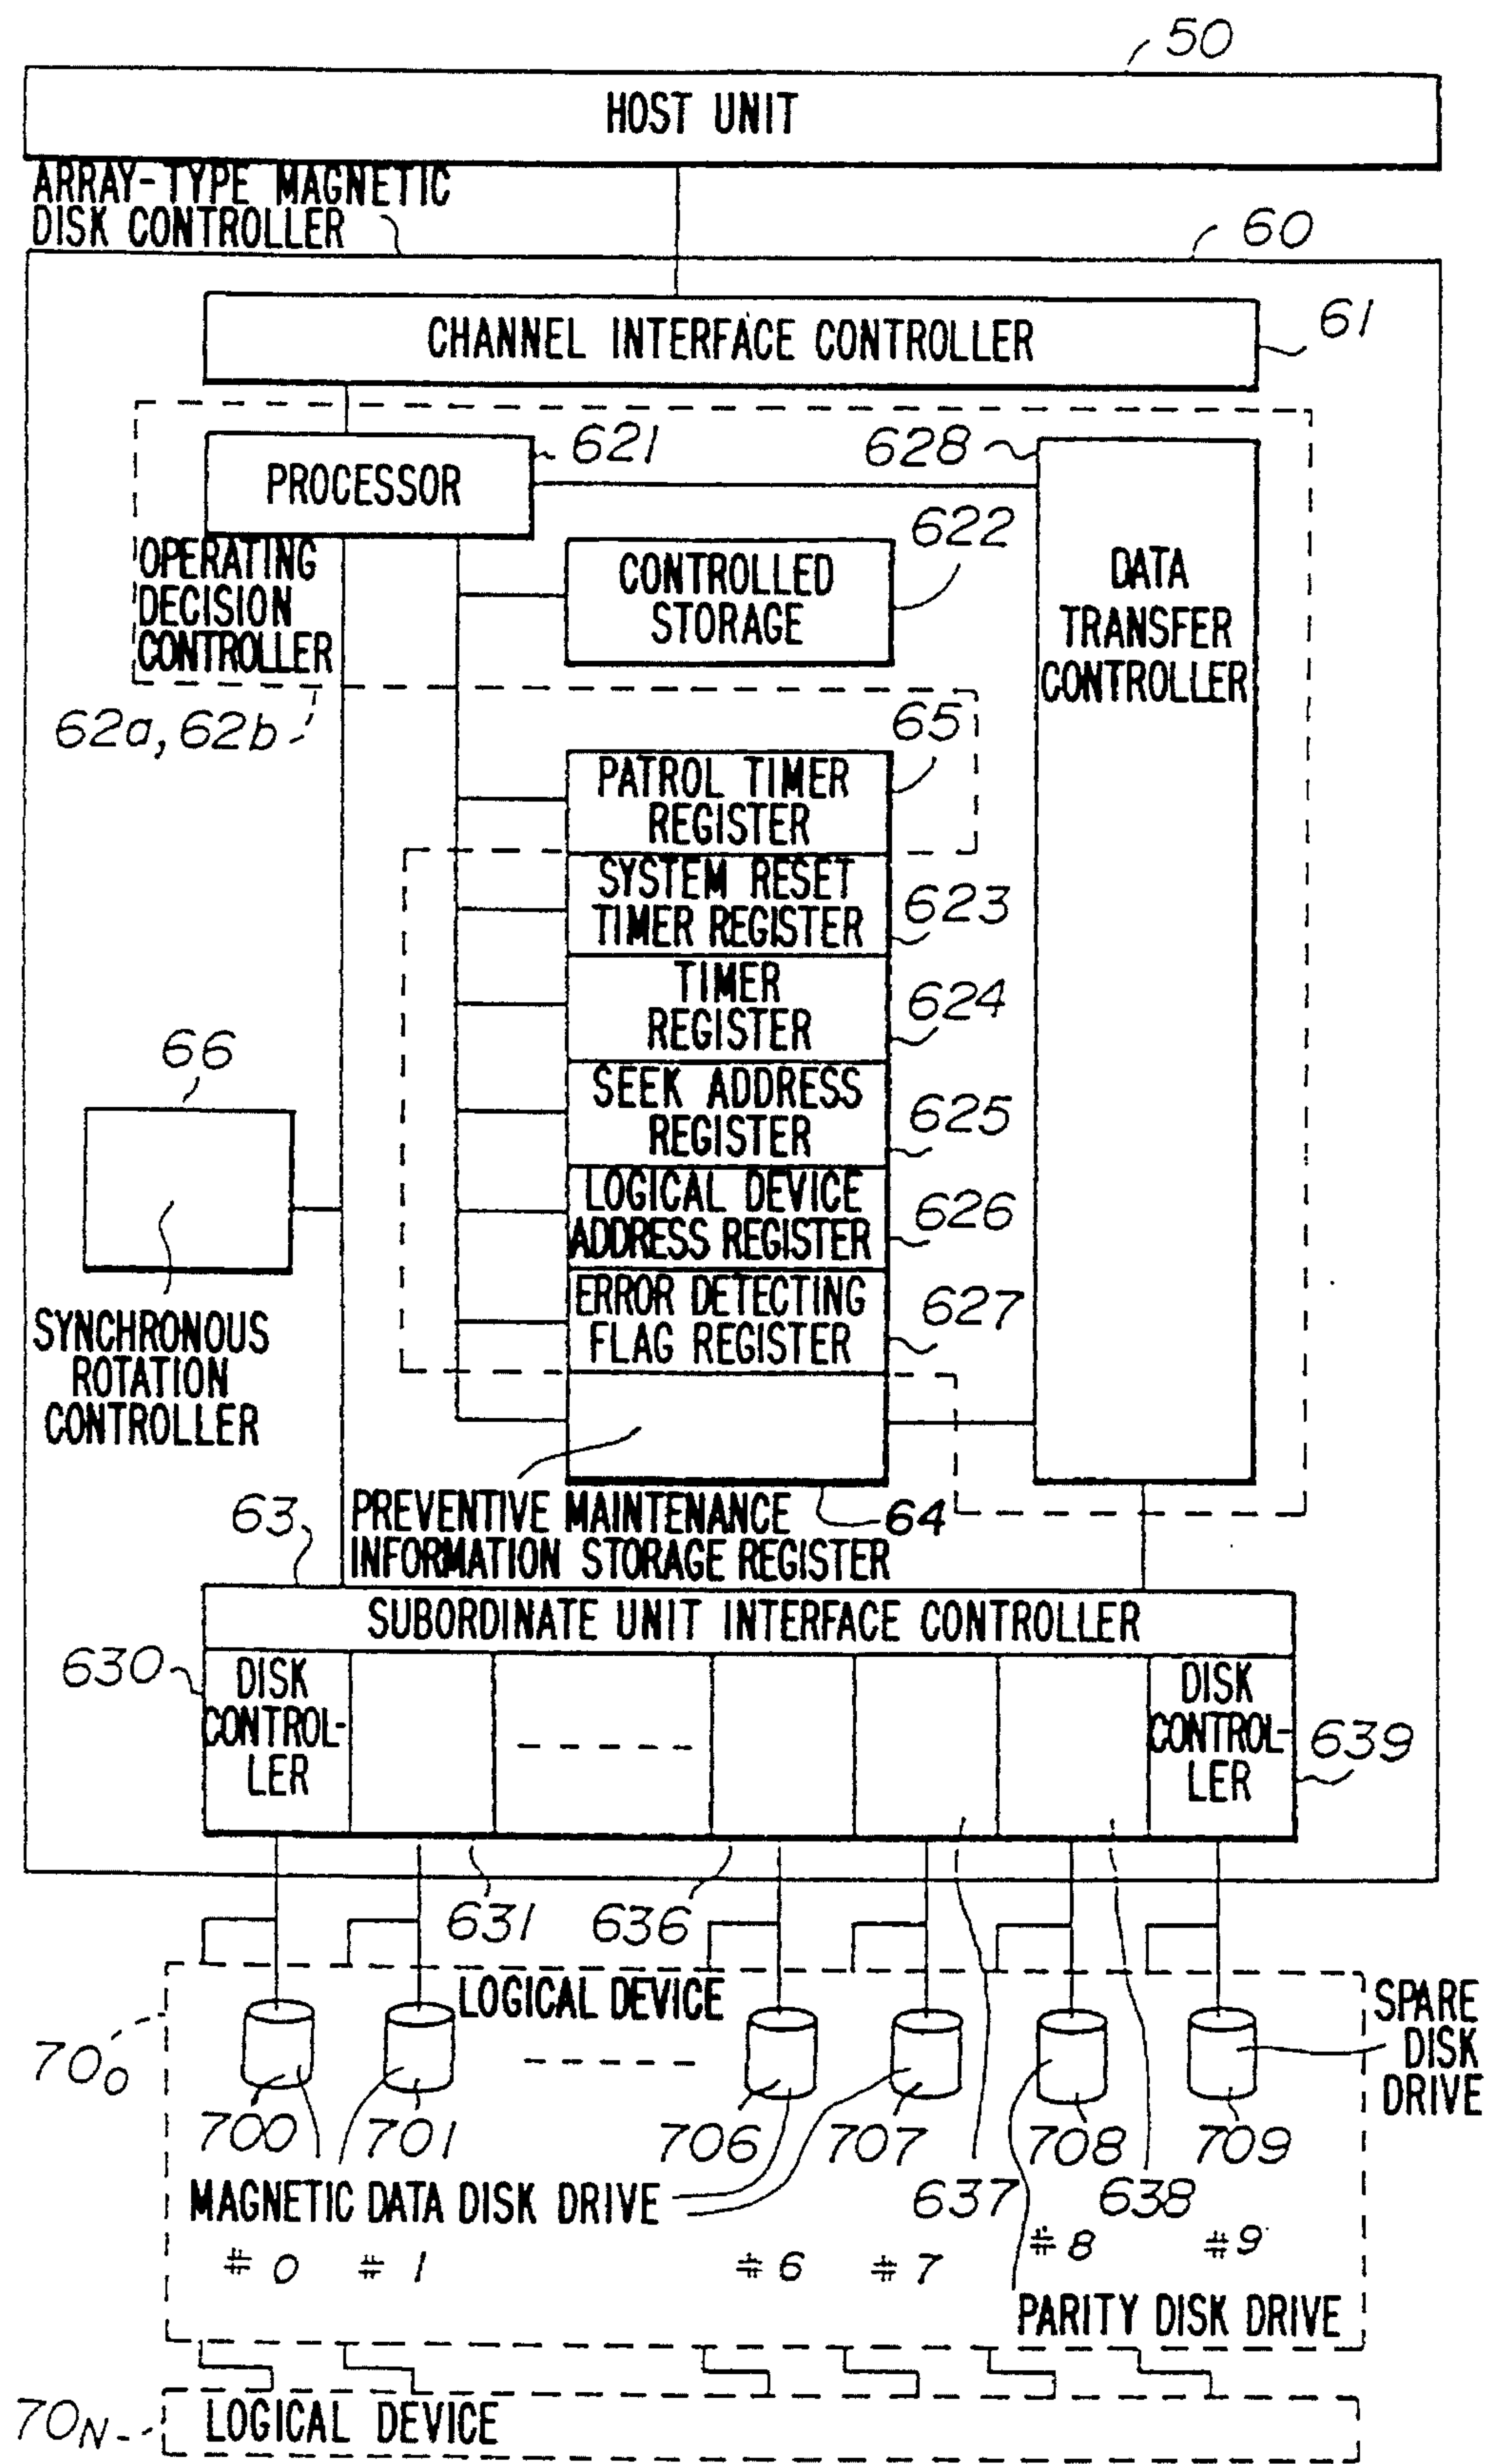 50
HOST UNIT
ARRAY-TYPE MAGNETIC
DISK CONTROLLER
60
CHANNEL INTERFACE CONTROLLER
61
PROCESSOR
621
628
OPERATING
DECISION
CONTROLLER
CONTROLLED
STORAGE
622
DATA
TRANSFER
CONTROLLER
62a, 62b
65
PATROL TIMER
REGISTER
SYSTEM RESET
TIMER REGISTER
623
TIMER
REGISTER
624
66
SEEK ADDRESS
REGISTER
625
LOGICAL DEVICE
ADDRESS REGISTER
626
ERROR DETECTING
FLAG REGISTER
627
SYNCHRONOUS
ROTATION
CONTROLLER
PREVENTIVE MAINTENANCE
INFORMATION STORAGE REGISTER
64
63
SUBORDINATE UNIT INTERFACE CONTROLLER
630
DISK
CONTROL-
LER
DISK
CONTROL-
LER
639
631
636
LOGICAL DEVICE
SPARE
DISK
DRIVE
70₀
700
701
706
707
708
709
MAGNETIC DATA DISK DRIVE
637
638
#0
#1
#6
#7
#8
#9
PARITY DISK DRIVE
70N
LOGICAL DEVICE